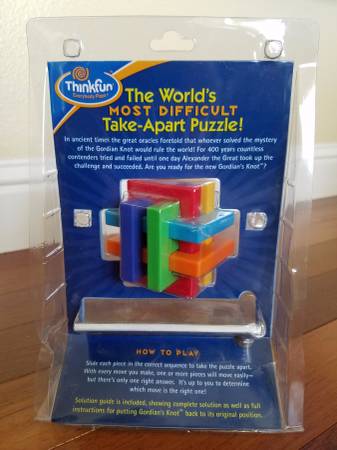 Thinkfun
Everybody Plays!
The World's
MOST DIFFICULT
Take-Apart Puzzle!
In ancient times the great oracles foretold that whoever solved the mystery
of the Gordian Knot would rule the world! For 400 years countless
contenders tried and failed until one day Alexander the Great took up the
challenge and succeeded. Are you ready for the new Gordian's Knot™?
HOW TO PLAY
Slide each piece in the correct sequence to take the puzzle apart.
With every move you make, one or more pieces will move easily—
but there's only one right answer. It's up to you to determine
which move is the right one!
Solution guide is included, showing complete solution as well as full
instructions for putting Gordian's Knot™ back to its original position.